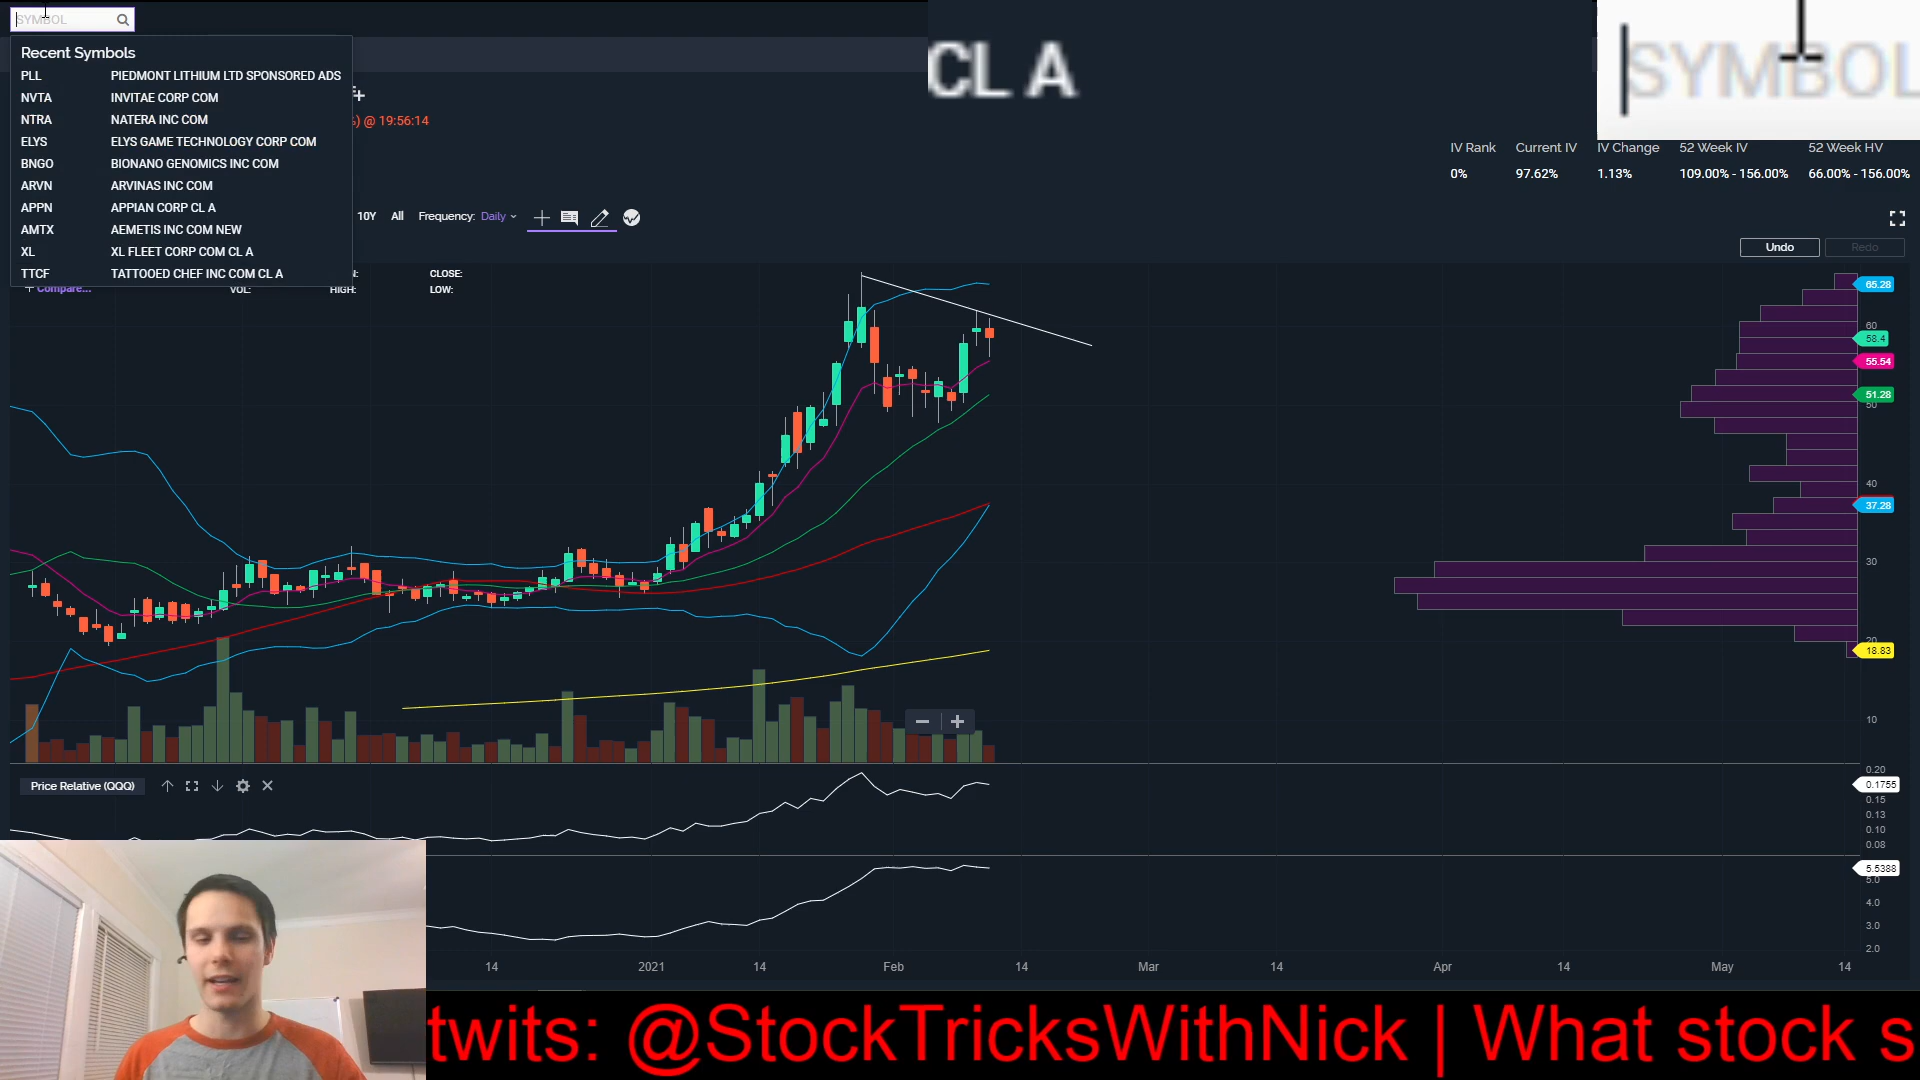 SYMBOL
Recent Symbols
PLL PIEDMONT LITHIUM LTD SPONSORED ADS
NVTA INVITAE CORP COM
NTRA NATERA INC COM
ELYS ELYS GAME TECHNOLOGY CORP COM
BNGO BIONANO GENOMICS INC COM
ARVN ARVINAS INC COM
APPN APPIAN CORP CL A
AMTX AEMETIS INC COM NEW
XL XL FLEET CORP COM CL A
TTCF TATTOOED CHEF INC COM CL A
CL A
SYMBOL
) @ 19:56:14
IV Rank Current IV IV Change 52 Week IV 52 Week HV
0% 97.62% 1.13% 109.00% - 156.00% 66.00% - 156.00%
10Y All Frequency: Daily
Undo Redo
CLOSE:
+ Compare... VOL: HIGH: LOW:
65.28
60
58.4
55.54
51.28
50
40
37.28
30
20
18.83
10
Price Relative (QQQ)
0.20
0.1755
0.15
0.13
0.10
0.08
5.5388
5.0
4.0
3.0
2.0
14 2021 14 Feb 14 Mar 14 Apr 14 May 14
twits: @StockTricksWithNick | What stock s